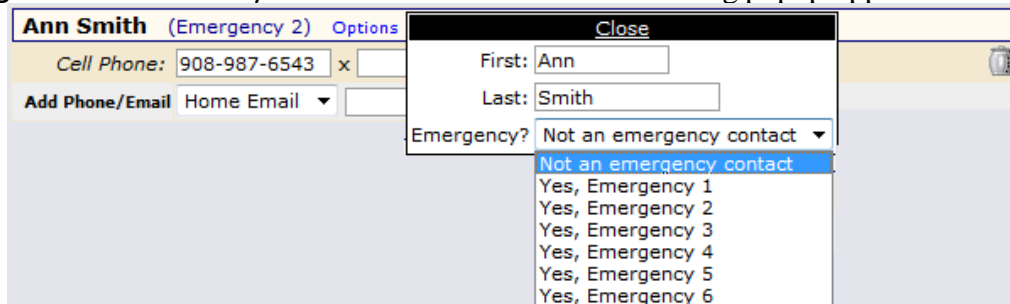 Ann Smith (Emergency 2) Options
Close
Cell Phone: 908-987-6543 x
First: Ann
Add Phone/Email Home Email
Last: Smith
Emergency? Not an emergency contact
Not an emergency contact
Yes, Emergency 1
Yes, Emergency 2
Yes, Emergency 3
Yes, Emergency 4
Yes, Emergency 5
Yes, Emergency 6